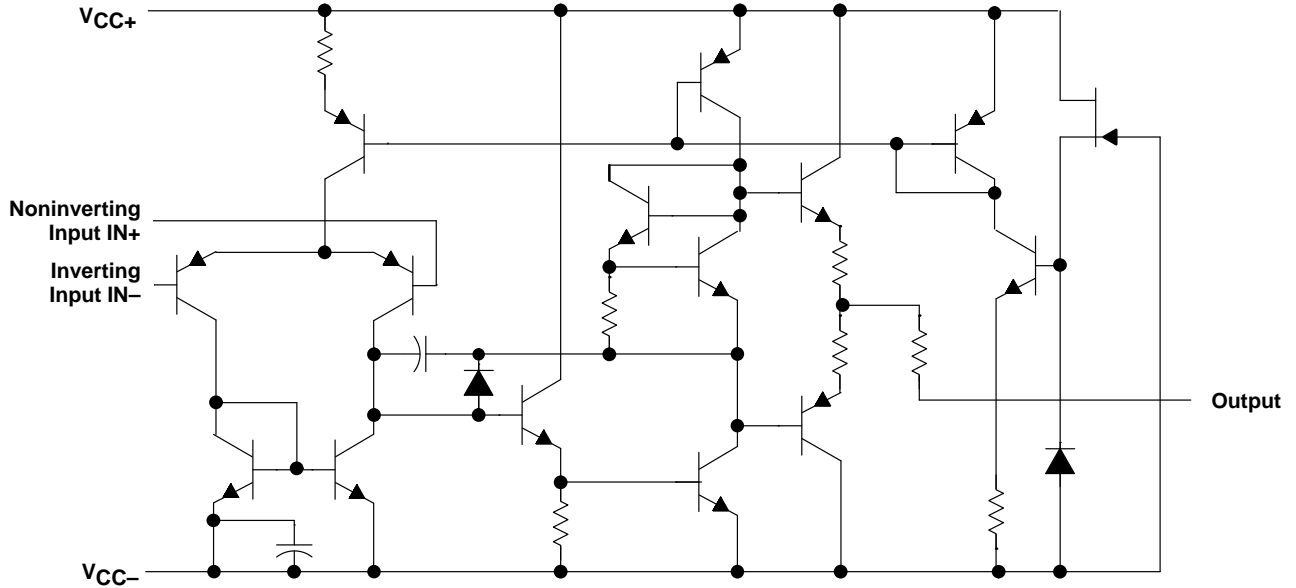 VCC+
Noninverting
Input IN+
Inverting
Input IN–
Output
VCC–